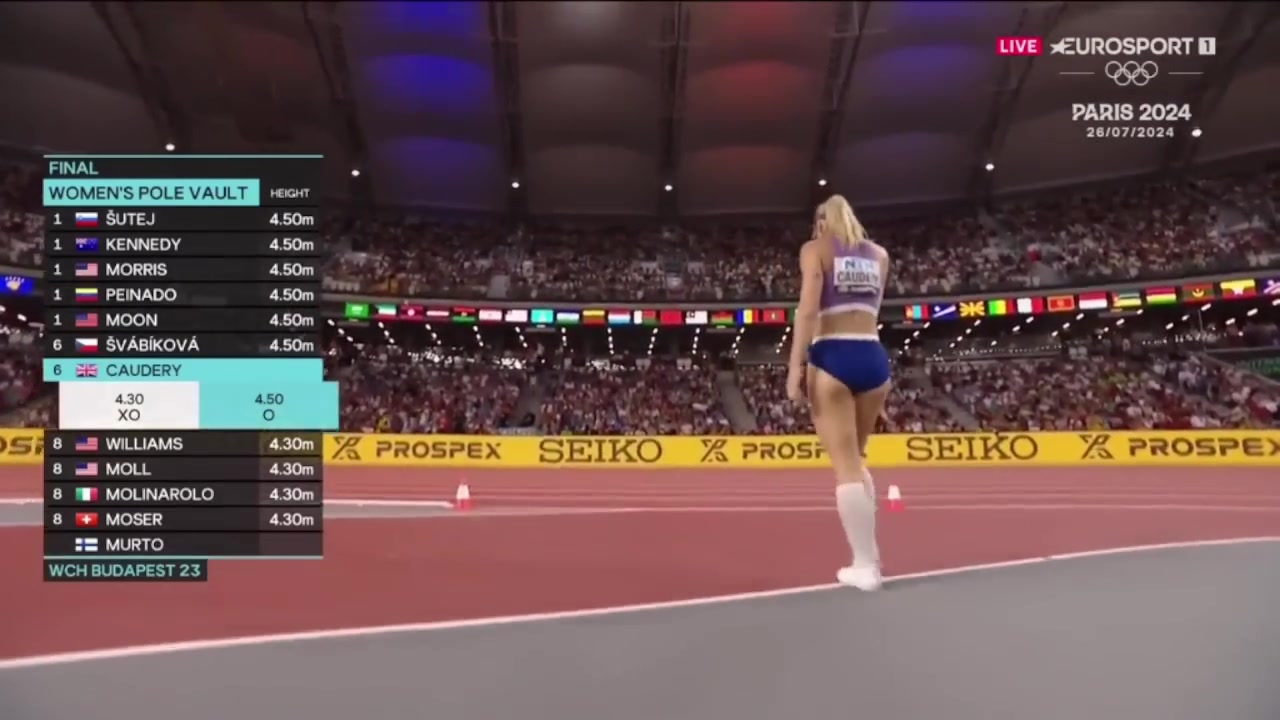 LIVE EUROSPORT 1
PARIS 2024
26/07/2024
FINAL
WOMEN'S POLE VAULT HEIGHT
1 ŠUTEJ 4.50m
1 KENNEDY 4.50m
1 MORRIS 4.50m
1 PEINADO 4.50m
1 MOON 4.50m
6 ŠVÁBÍKOVÁ 4.50m
6 CAUDERY
4.30 4.50
XO O
8 WILLIAMS 4.30m
8 MOLL 4.30m
8 MOLINAROLO 4.30m
8 MOSER 4.30m
MURTO
WCH BUDAPEST 23
CAUDERY
PROSPEX SEIKO PROSPEX SEIKO PROSPEX